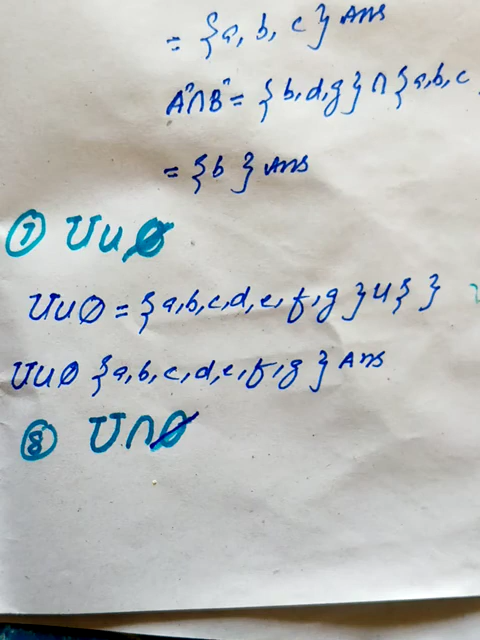 = {a, b, c} Ans
A"∩B" = {b,d,g} ∩ {a,b,c
= {b} Ans
⑦ U∪∅
U∪∅ = {a,b,c,d,e,f,g} ∪ { }
U∪∅ {a,b,c,d,e,f,g} Ans
⑧ U∩∅